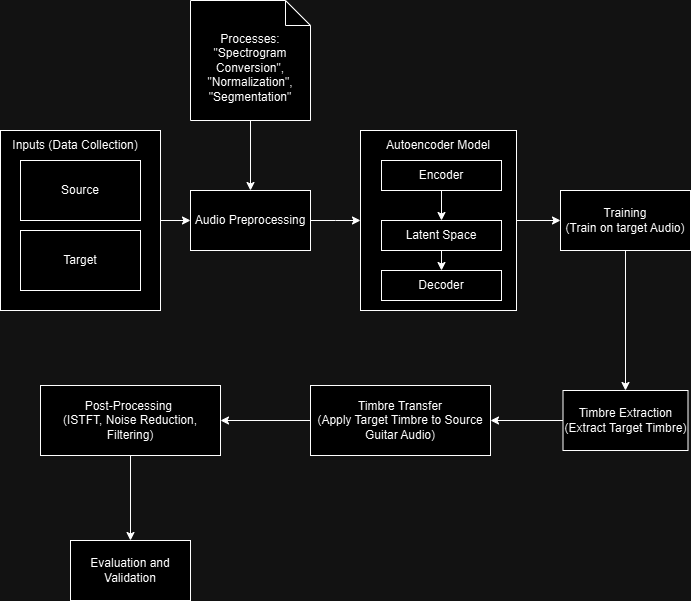 Processes:
"Spectrogram
Conversion",
"Normalization",
"Segmentation"
Inputs (Data Collection)
Source
Target
Audio Preprocessing
Autoencoder Model
Encoder
Latent Space
Decoder
Training
(Train on target Audio)
Timbre Extraction
(Extract Target Timbre)
Timbre Transfer
(Apply Target Timbre to Source
Guitar Audio)
Post-Processing
(ISTFT, Noise Reduction,
Filtering)
Evaluation and
Validation